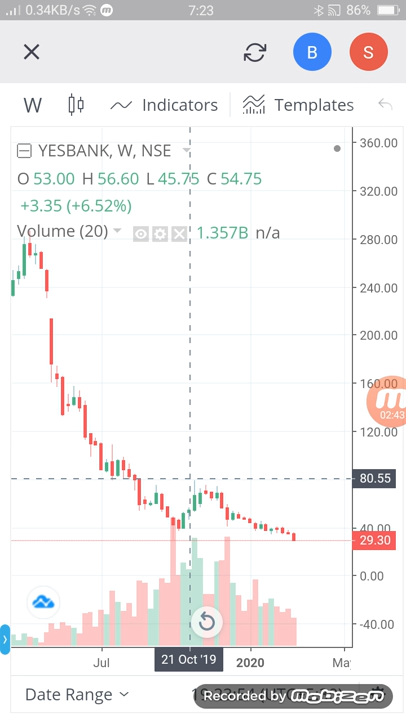 0.34KB/s 7:23 86%
B S
W Indicators Templates
YESBANK, W, NSE
O 53.00 H 56.60 L 45.75 C 54.75
+3.35 (+6.52%)
Volume (20) 1.357B n/a
360.00
320.00
280.00
240.00
200.00
160.00
02:43
120.00
80.55
40.00
29.30
0.00
-40.00
Jul 21 Oct '19 2020 Ma
Date Range
Recorded by mobizen